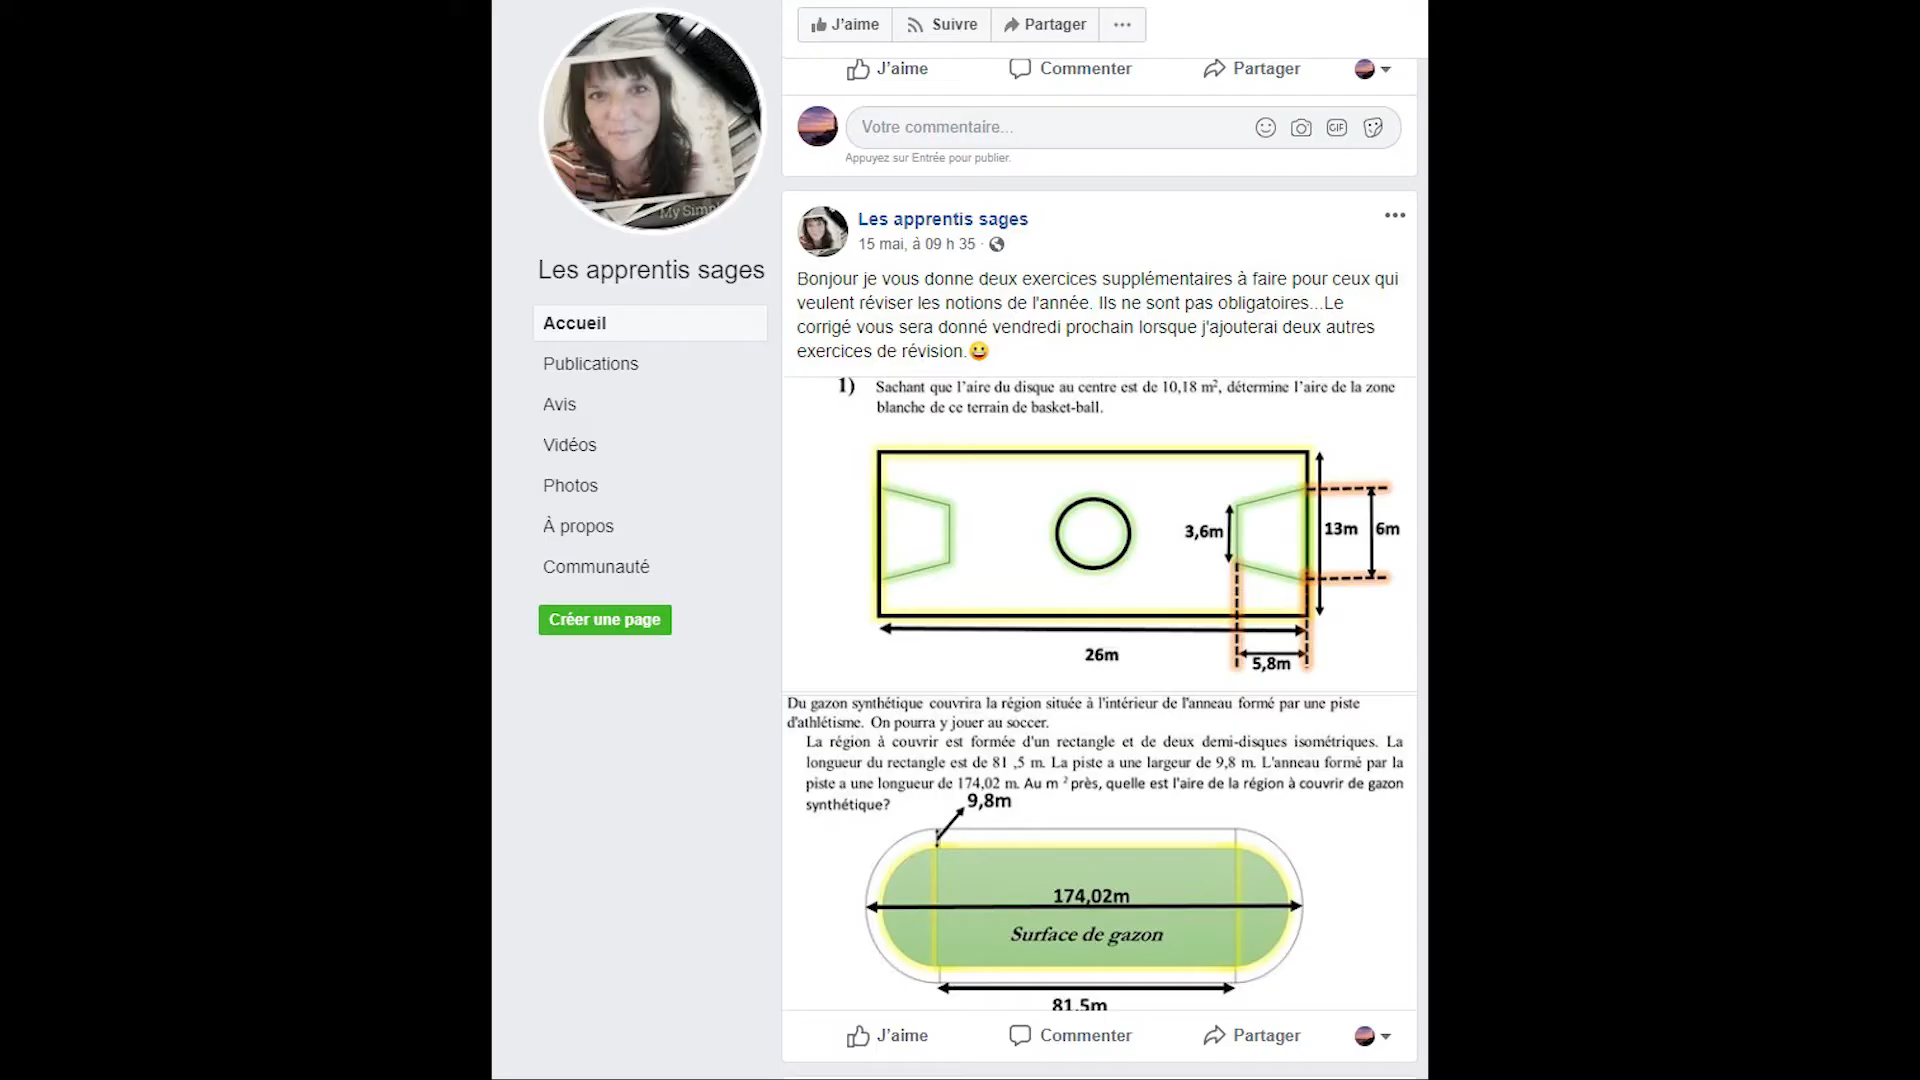 J'aime
Suivre
Partager
J'aime
Commenter
Partager
Votre commentaire...
GIF
Appuyez sur Entrée pour publier.
Les apprentis sages
Accueil
Publications
Avis
Vidéos
Photos
À propos
Communauté
Créer une page
Les apprentis sages
15 mai, à 09 h 35 ·
Bonjour je vous donne deux exercices supplémentaires à faire pour ceux qui
veulent réviser les notions de l'année. Ils ne sont pas obligatoires...Le
corrigé vous sera donné vendredi prochain lorsque j'ajouterai deux autres
exercices de révision.
1) Sachant que l'aire du disque au centre est de 10,18 m², détermine l'aire de la zone
blanche de ce terrain de basket-ball.
3,6m
13m
6m
26m
5,8m
Du gazon synthétique couvrira la région située à l'intérieur de l'anneau formé par une piste
d'athlétisme. On pourra y jouer au soccer.
La région à couvrir est formée d'un rectangle et de deux demi-disques isométriques. La
longueur du rectangle est de 81 ,5 m. La piste a une largeur de 9,8 m. L'anneau formé par la
piste a une longueur de 174,02 m. Au m ² près, quelle est l'aire de la région à couvrir de gazon
synthétique?
9,8m
174,02m
Surface de gazon
81,5m
J'aime
Commenter
Partager